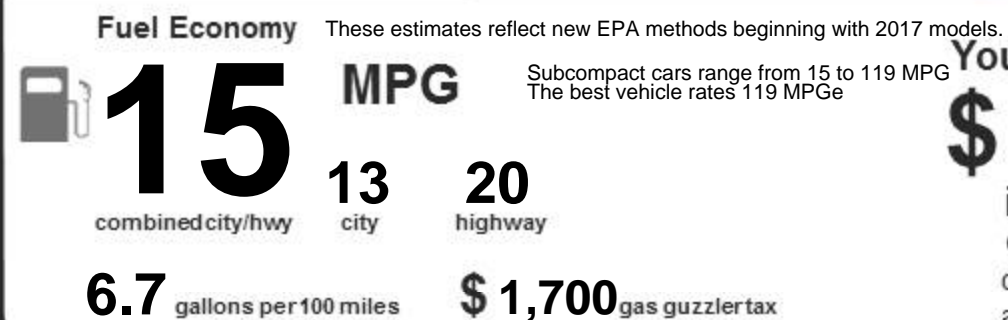 Fuel Economy These estimates reflect new EPA methods beginning with 2017 models.
15 MPG Subcompact cars range from 15 to 119 MPG
The best vehicle rates 119 MPGe
$
13 20
combined city/hwy city highway
6.7 gallons per 100 miles $ 1,700 gas guzzler tax